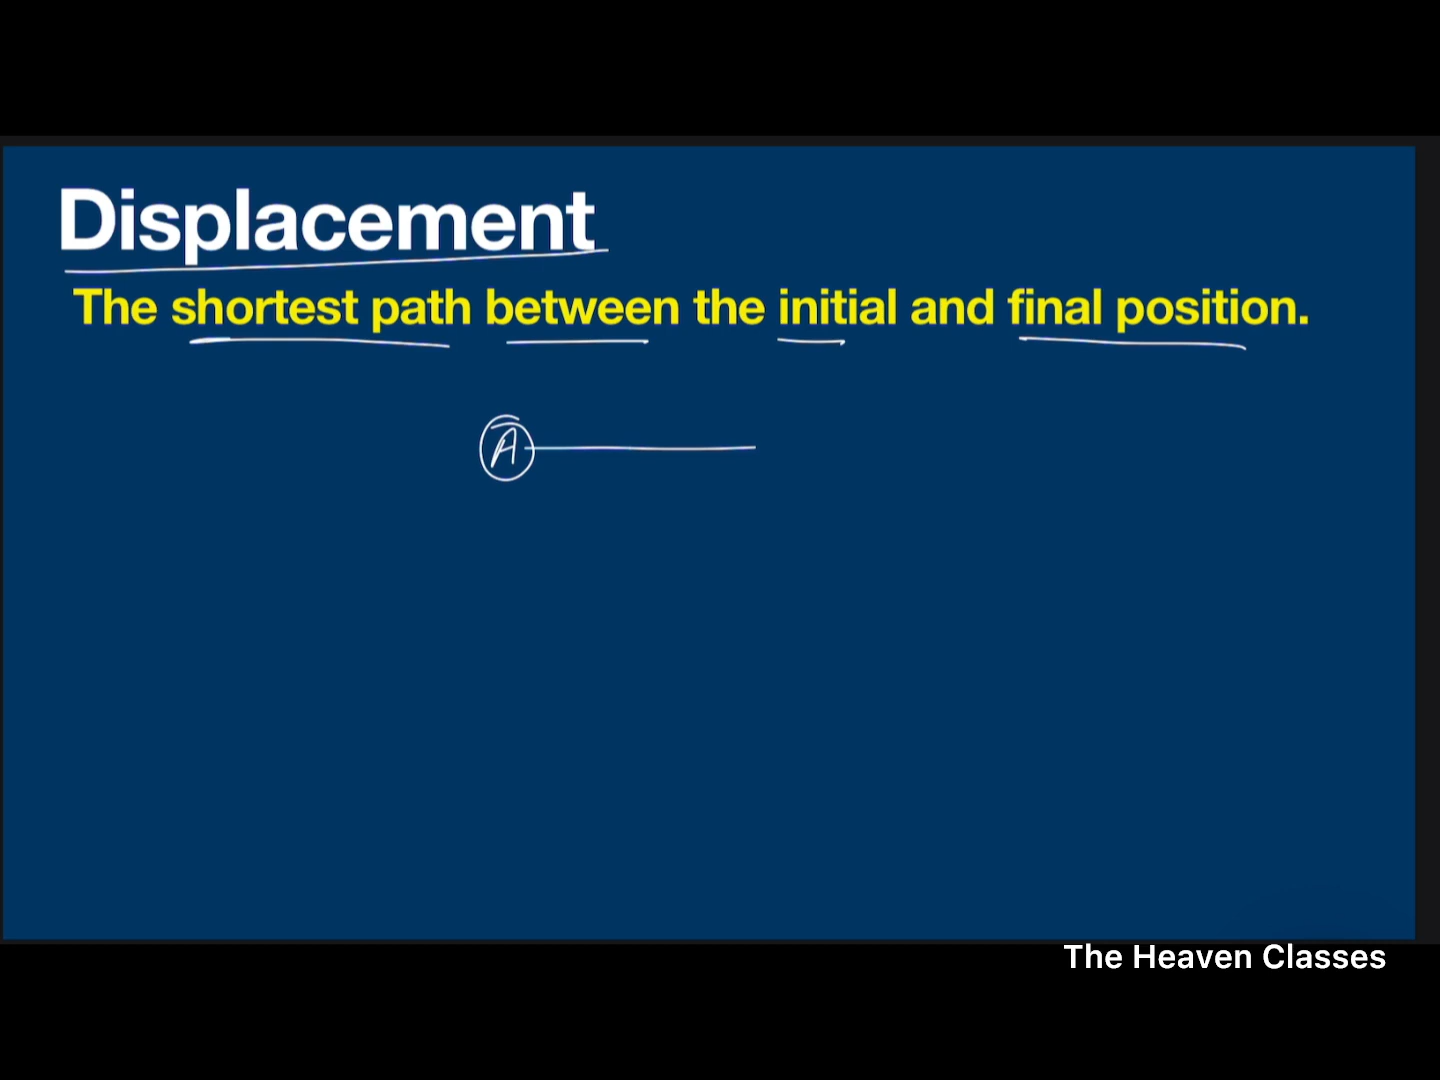 Displacement
The shortest path between the initial and final position.
A
The Heaven Classes